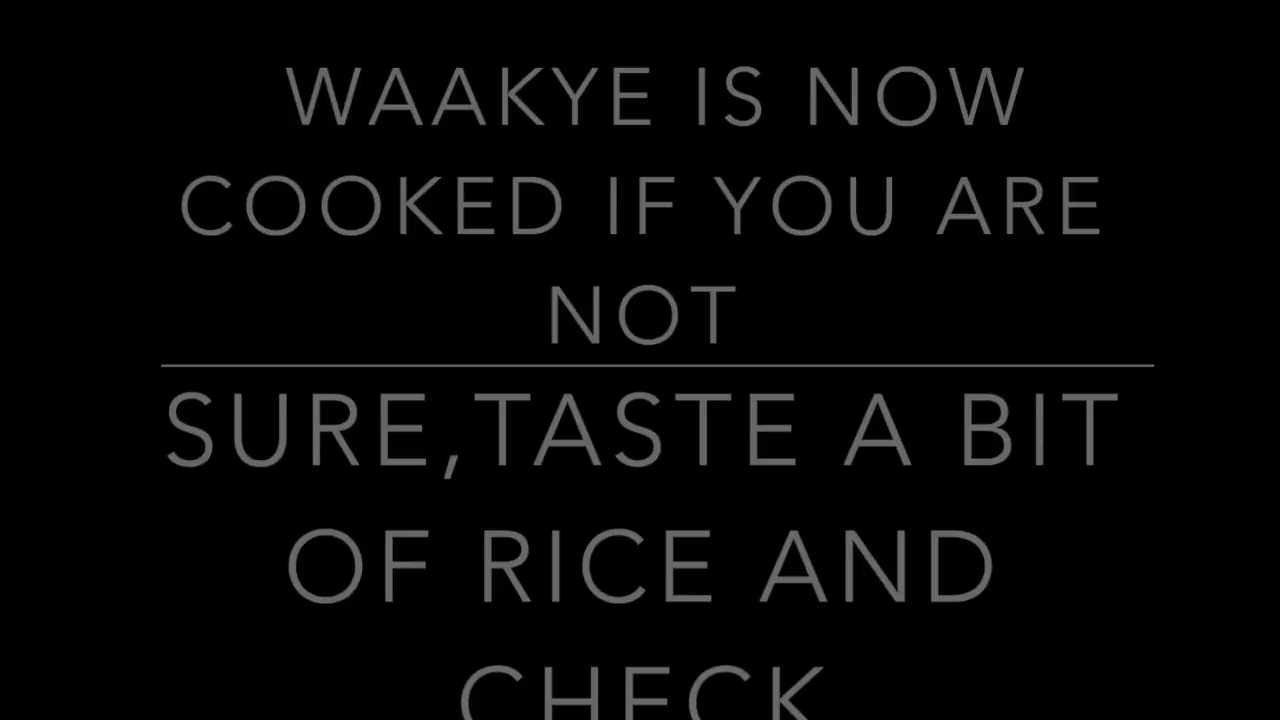 WAAKYE IS NOW
COOKED IF YOU ARE
NOT
SURE,TASTE A BIT
OF RICE AND
CHECK